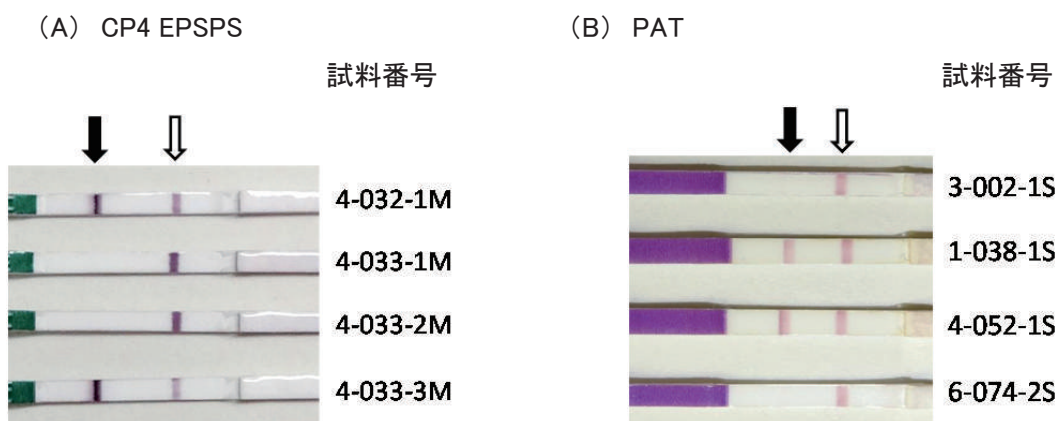 (A) CP4 EPSPS
試料番号
4-032-1M
4-033-1M
4-033-2M
4-033-3M
(B) PAT
試料番号
3-002-1S
1-038-1S
4-052-1S
6-074-2S